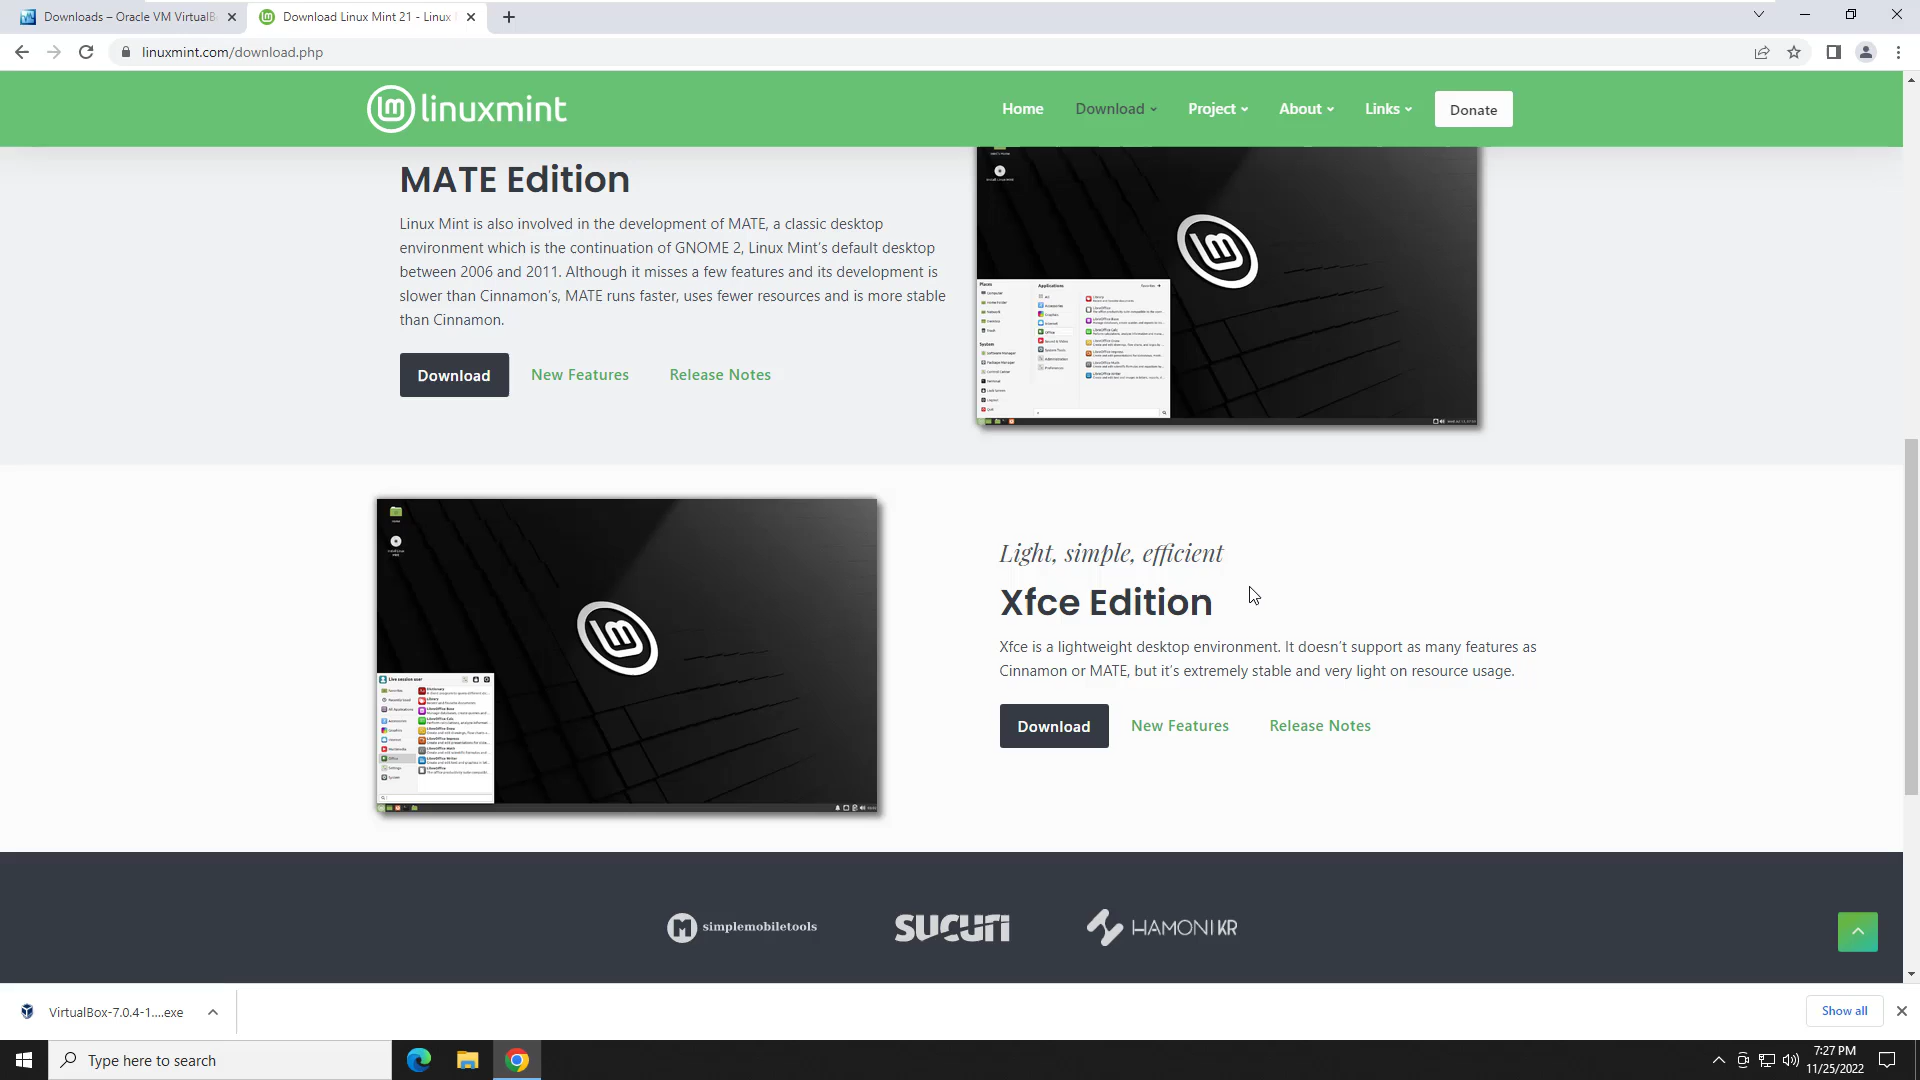 Downloads – Oracle VM VirtualB
Download Linux Mint 21 - Linux
linuxmint.com/download.php
linuxmint
Home
Download
Project
About
Links
Donate
MATE Edition
Linux Mint is also involved in the development of MATE, a classic desktop
environment which is the continuation of GNOME 2, Linux Mint’s default desktop
between 2006 and 2011. Although it misses a few features and its development is
slower than Cinnamon’s, MATE runs faster, uses fewer resources and is more stable
than Cinnamon.
Download
New Features
Release Notes
Light, simple, efficient
Xfce Edition
Xfce is a lightweight desktop environment. It doesn’t support as many features as
Cinnamon or MATE, but it’s extremely stable and very light on resource usage.
Download
New Features
Release Notes
simplemobiletools
SUCURI
HAMONIKR
VirtualBox-7.0.4-1....exe
Show all
Type here to search
7:27 PM
11/25/2022